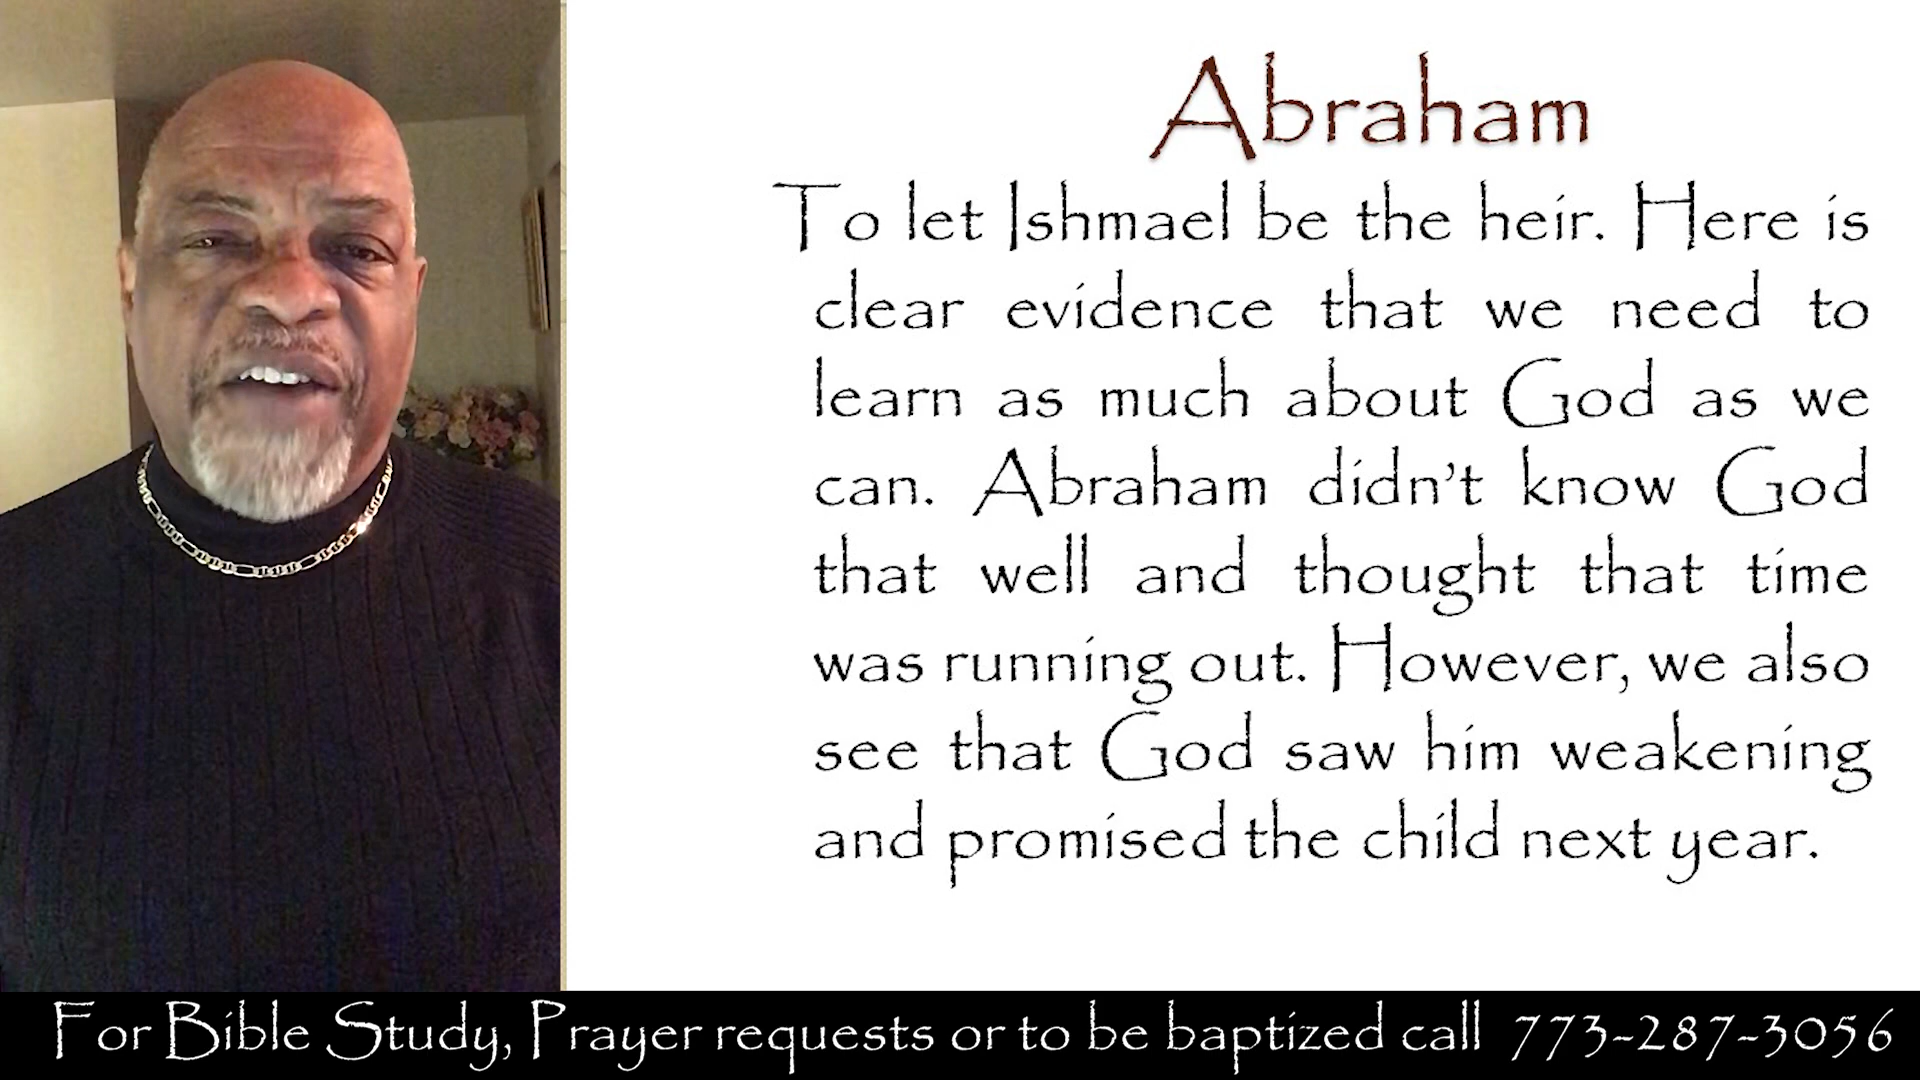 Abraham
To let Ishmael be the heir. Here is
clear evidence that we need to
learn as much about God as we
can. Abraham didn't know God
that well and thought that time
was running out. However, we also
see that God saw him weakening
and promised the child next year.
For Bible Study, Prayer requests or to be baptized call 773-287-3056